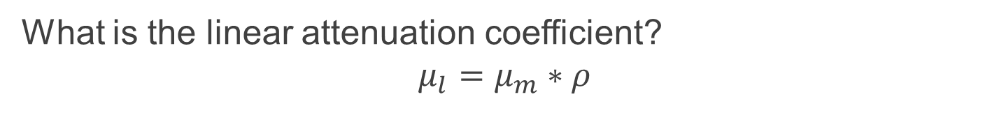 What is the linear attenuation coefficient?
𝜇𝑙 = 𝜇𝑚 ∗ 𝜌